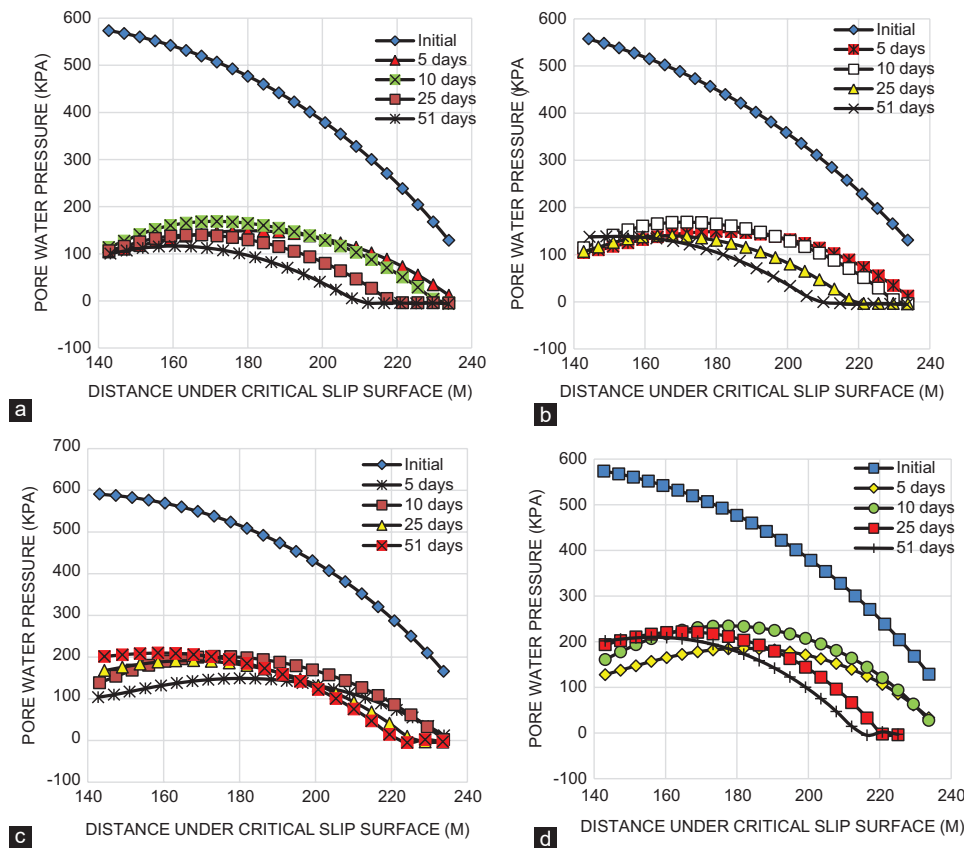 600
500
400
300
200
100
0
-100
PORE WATER PRESSURE (KPA)
Initial
5 days
10 days
25 days
51 days
140 160 180 200 220 240
DISTANCE UNDER CRITICAL SLIP SURFACE (M)
a
600
500
400
300
200
100
0
-100
PORE WATER PRESSURE (KPA)
Initial
5 days
10 days
25 days
51 days
140 160 180 200 220 240
DISTANCE UNDER CRITICAL SLIP SURFACE (M)
b
700
600
500
400
300
200
100
0
-100
PORE WATER PRESSURE (KPA)
Initial
5 days
10 days
25 days
51 days
140 160 180 200 220 240
DISTANCE UNDER CRITICAL SLIP SURFACE (M)
c
600
500
400
300
200
100
0
-100
PORE WATER PRESSURE (KPA)
Initial
5 days
10 days
25 days
51 days
140 160 180 200 220 240
DISTANCE UNDER CRITICAL SLIP SURFACE (M)
d